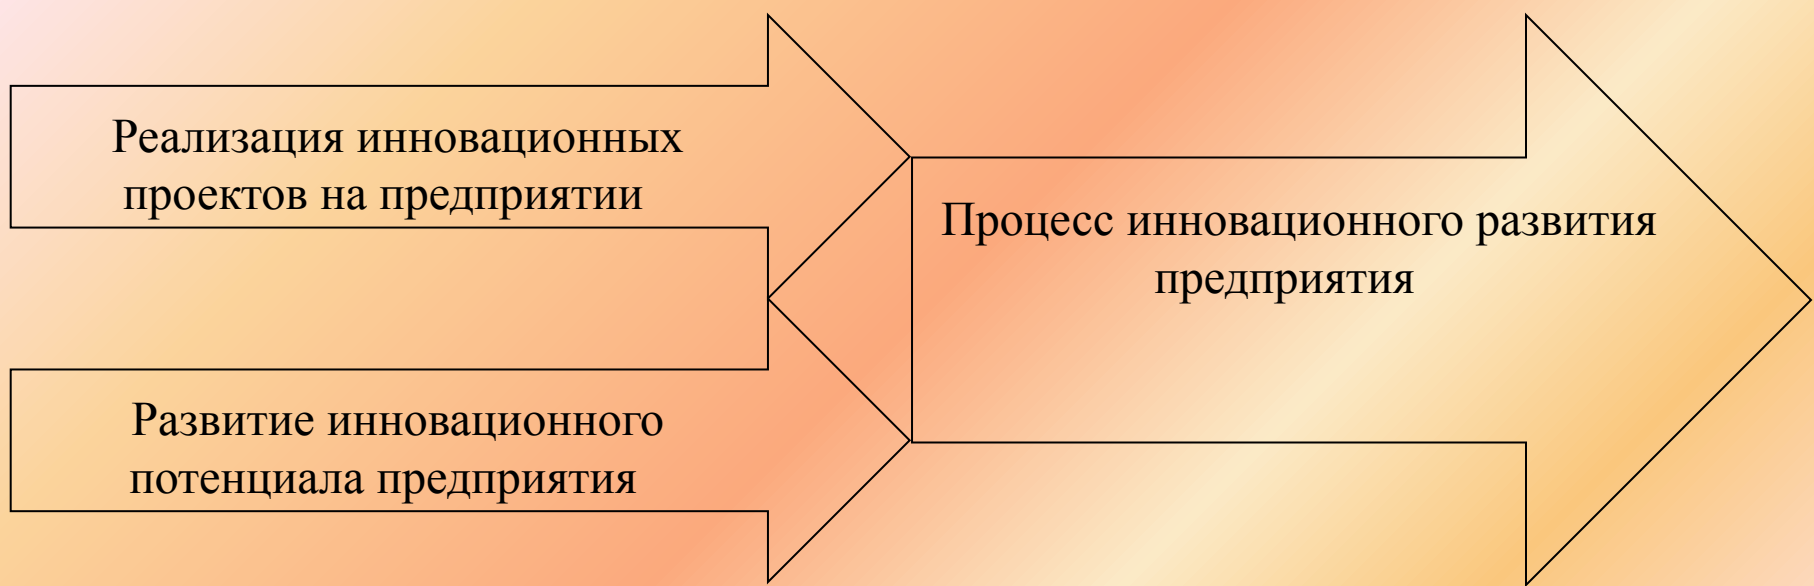 Реализация инновационных
проектов на предприятии
Процесс инновационного развития
предприятия
Развитие инновационного
потенциала предприятия